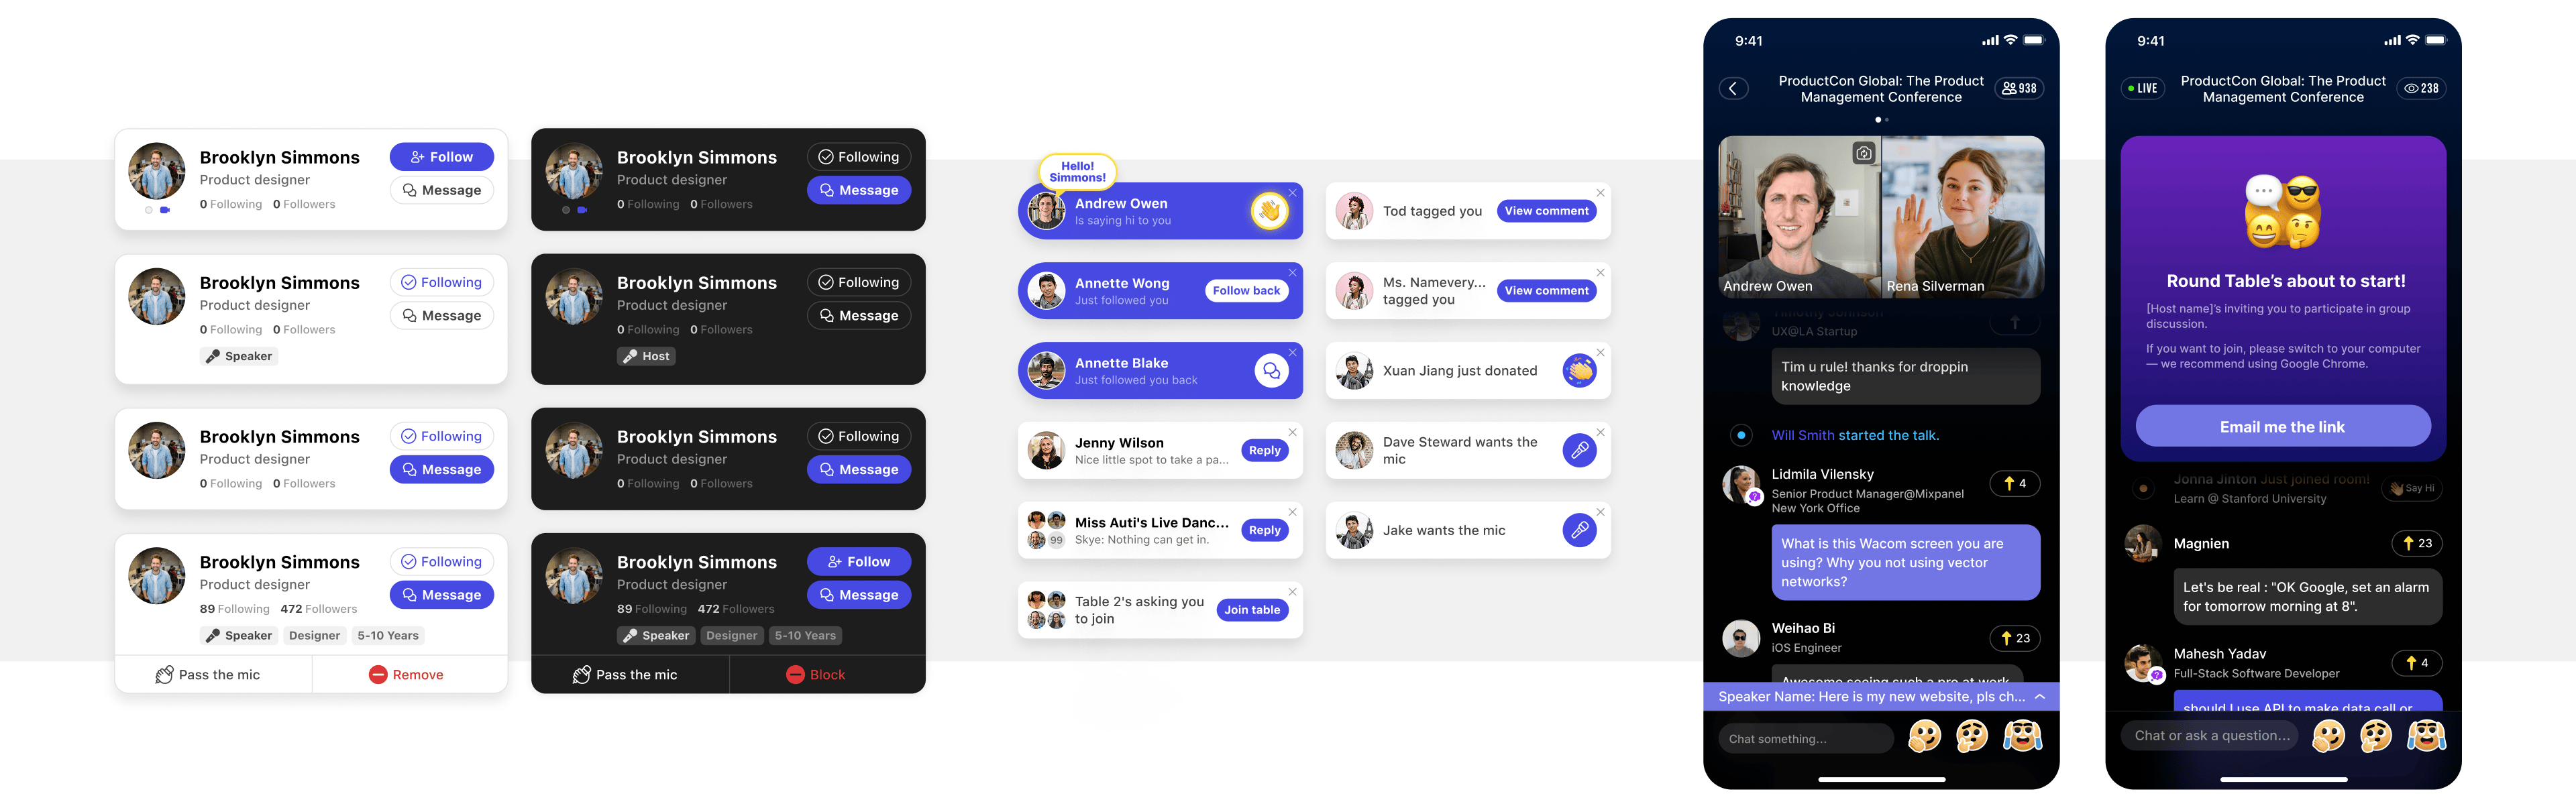 Brooklyn Simmons
Product designer
0 Following 0 Followers
Follow
Message
Brooklyn Simmons
Product designer
0 Following 0 Followers
Following
Message
Speaker
Brooklyn Simmons
Product designer
0 Following 0 Followers
Following
Message
Brooklyn Simmons
Product designer
89 Following 472 Followers
Following
Message
Speaker Designer 5-10 Years
Pass the mic Remove
Brooklyn Simmons
Product designer
0 Following 0 Followers
Following
Message
Brooklyn Simmons
Product designer
0 Following 0 Followers
Following
Message
Host
Brooklyn Simmons
Product designer
0 Following 0 Followers
Following
Message
Brooklyn Simmons
Product designer
89 Following 472 Followers
Follow
Message
Speaker Designer 5-10 Years
Pass the mic Block
Hello!
Simmons!
Andrew Owen
Is saying hi to you
Annette Wong
Just followed you
Follow back
Annette Blake
Just followed you back
Jenny Wilson
Nice little spot to take a pa...
Reply
Miss Auti's Live Danc...
Skye: Nothing can get in.
99
Reply
Table 2's asking you
to join
Join table
Tod tagged you
View comment
Ms. Namevery...
tagged you
View comment
Xuan Jiang just donated
Dave Steward wants the
mic
Jake wants the mic
9:41
ProductCon Global: The Product
Management Conference
938
Andrew Owen
Rena Silverman
Timothy Johnson
UX@LA Startup
Tim u rule! thanks for droppin
knowledge
Will Smith started the talk.
Lidmila Vilensky
Senior Product Manager@Mixpanel
New York Office
4
What is this Wacom screen you are
using? Why you not using vector
networks?
Weihao Bi
iOS Engineer
23
Awesome seeing such a pro at work
Speaker Name: Here is my new website, pls ch...
Chat something...
9:41
LIVE
ProductCon Global: The Product
Management Conference
238
Round Table's about to start!
[Host name]'s inviting you to participate in group
discussion.
If you want to join, please switch to your computer
— we recommend using Google Chrome.
Email me the link
Jonna Jinton Just joined room!
Learn @ Stanford University
Say Hi
Magnien
23
Let's be real : "OK Google, set an alarm
for tomorrow morning at 8".
Mahesh Yadav
Full-Stack Software Developer
4
should I use API to make data call or
Chat or ask a question...